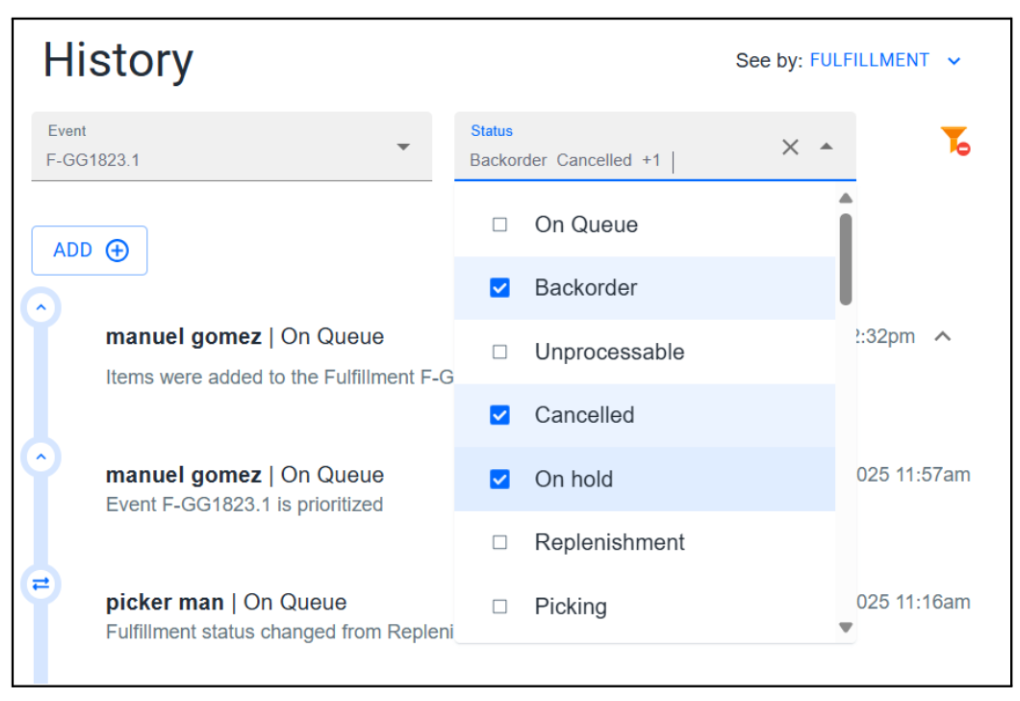 History
See by: FULFILLMENT
Event
F-GG1823.1
Status
Backorder Cancelled +1
ADD
On Queue
Backorder
Unprocessable
Cancelled
On hold
Replenishment
Picking
manuel gomez | On Queue
:32pm
Items were added to the Fulfillment F-G
manuel gomez | On Queue
025 11:57am
Event F-GG1823.1 is prioritized
picker man | On Queue
025 11:16am
Fulfillment status changed from Repleni